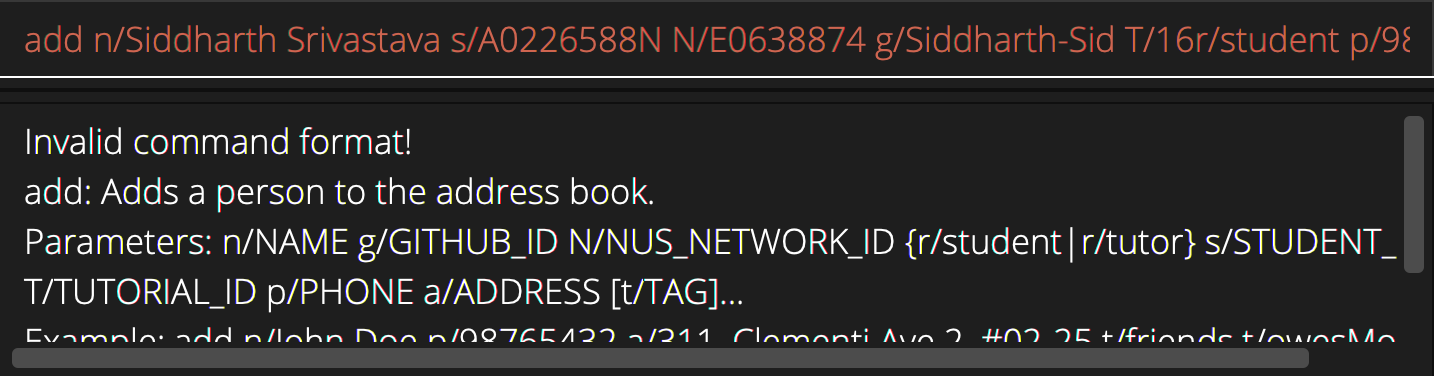 add n/Siddharth Srivastava s/A0226588N N/E0638874 g/Siddharth-Sid T/16r/student p/98
Invalid command format!
add: Adds a person to the address book.
Parameters: n/NAME g/GITHUB_ID N/NUS_NETWORK_ID {r/student|r/tutor} s/STUDENT_
T/TUTORIAL_ID p/PHONE a/ADDRESS [t/TAG]...
Example: add n/John Doe p/98765432 a/311, Clementi Ave 2, #02-25 t/friends t/owesMo